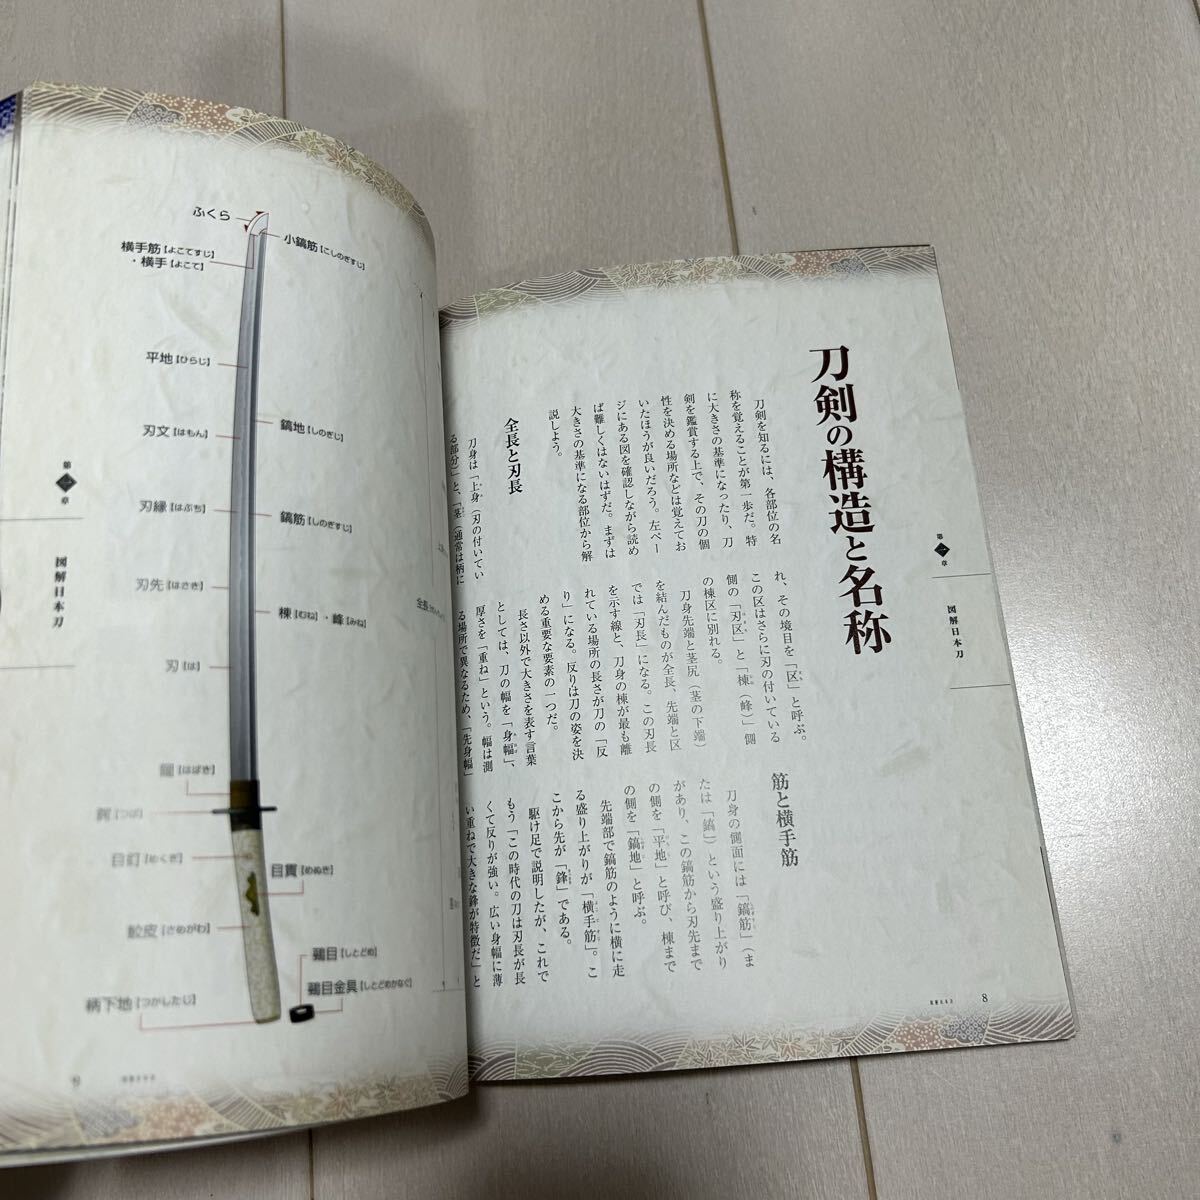 刀剣の構造と名称
刀剣を知るには、各部位の名
称を覚えることが第一歩だ。特
に大きさの基準になったり、刀
剣を鑑賞する上で、その刀の個
性を決める場所などは覚えてお
いたほうが良いだろう。左ペー
ジにある図を確認しながら読め
ば難しくはないはずだ。まずは
大きさの基準になる部位から解
説しよう。
全長と刃長
刀身は「上身（刃の付いてい
る部分）」と、「茎（通常は柄に
れ、その境目を「区」と呼ぶ。
この区はさらに刃の付いている
側の「刃区」と「棟（峰）」側
の棟区に別れる。
刀身先端と茎尻（茎の下端）
を結んだものが全長、先端と区
では「刃長」になる。この刃長
を示す線と、刀身の棟が最も離
れている場所の長さが刀の「反
り」になる。反りは刀の姿を決
める重要な要素の一つだ。
長さ以外で大きさを表す言葉
としては、刀の幅を「身幅」、
厚さを「重ね」という。幅は測
る場所で異なるため、「先身幅」
筋と横手筋
刀身の側面には「鎬筋」（ま
たは「鎬」）という盛り上がり
があり、この鎬筋から刃先まで
の側を「平地」と呼び、棟まで
の側を「鎬地」と呼ぶ。
先端部で鎬筋のように横に走
る盛り上がりが「横手筋」。こ
こから先が「鋒」である。
駆け足で説明したが、これで
もう「この時代の刀は刃長が長
くて反りが強い。広い身幅に薄
い重ねで大きな鋒が特徴だ」と
第一章
図解日本刀
8
ふくら
小鎬筋【こしのぎすじ】
横手筋【よこてすじ】
・横手【よこて】
平地【ひらじ】
鎬地【しのぎじ】
刃文【はもん】
刃縁【はぶち】
鎬筋【しのぎすじ】
刃先【はさき】
棟【むね】・峰【みね】
刃【は】
鎺【はばき】
鍔【つば】
目釘【めくぎ】
目貫【めぬき】
鮫皮【さめがわ】
鵐目【しとどめ】
鵐目金具【しとどめかなぐ】
柄下地【つかしたじ】
第一章
図解日本刀
全長